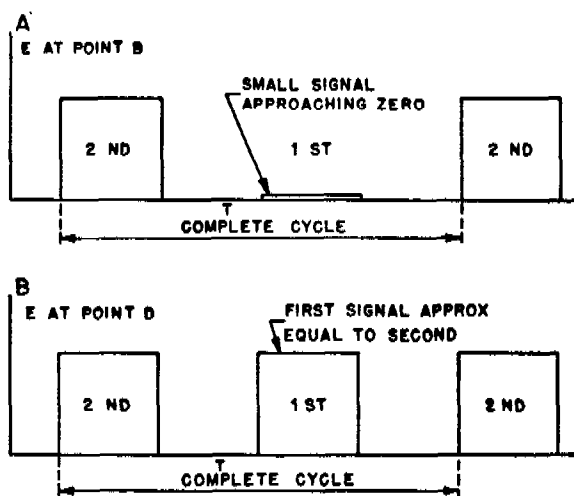 A
E AT POINT B
SMALL SIGNAL
APPROACHING ZERO
2 ND
1 ST
2 ND
T
COMPLETE CYCLE
B
E AT POINT D
FIRST SIGNAL APPROX
EQUAL TO SECOND
2 ND
1 ST
2 ND
T
COMPLETE CYCLE